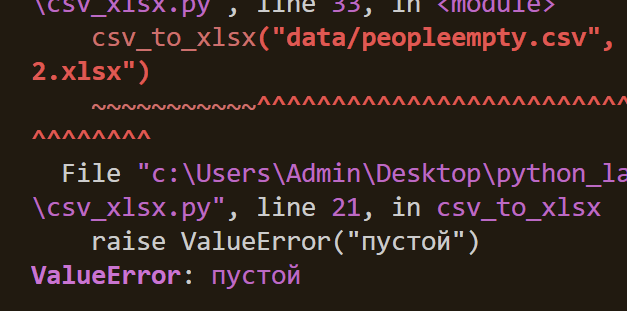 \csv_xlsx.py", line 33, in <module>
csv_to_xlsx("data/peopleempty.csv",
2.xlsx")
~~~~~~~~~~~^^^^^^^^^^^^^^^^^^^^^^^^^
^^^^^^^^
File "c:\Users\Admin\Desktop\python_la
\csv_xlsx.py", line 21, in csv_to_xlsx
raise ValueError("пустой")
ValueError: пустой